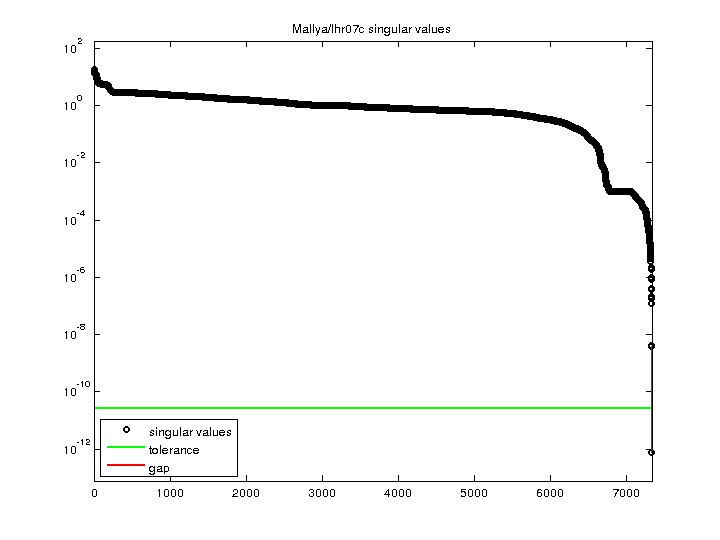 Mallya/lhr07c singular values
10^2
10^0
10^-2
10^-4
10^-6
10^-8
10^-10
10^-12
singular values
tolerance
gap
0 1000 2000 3000 4000 5000 6000 7000